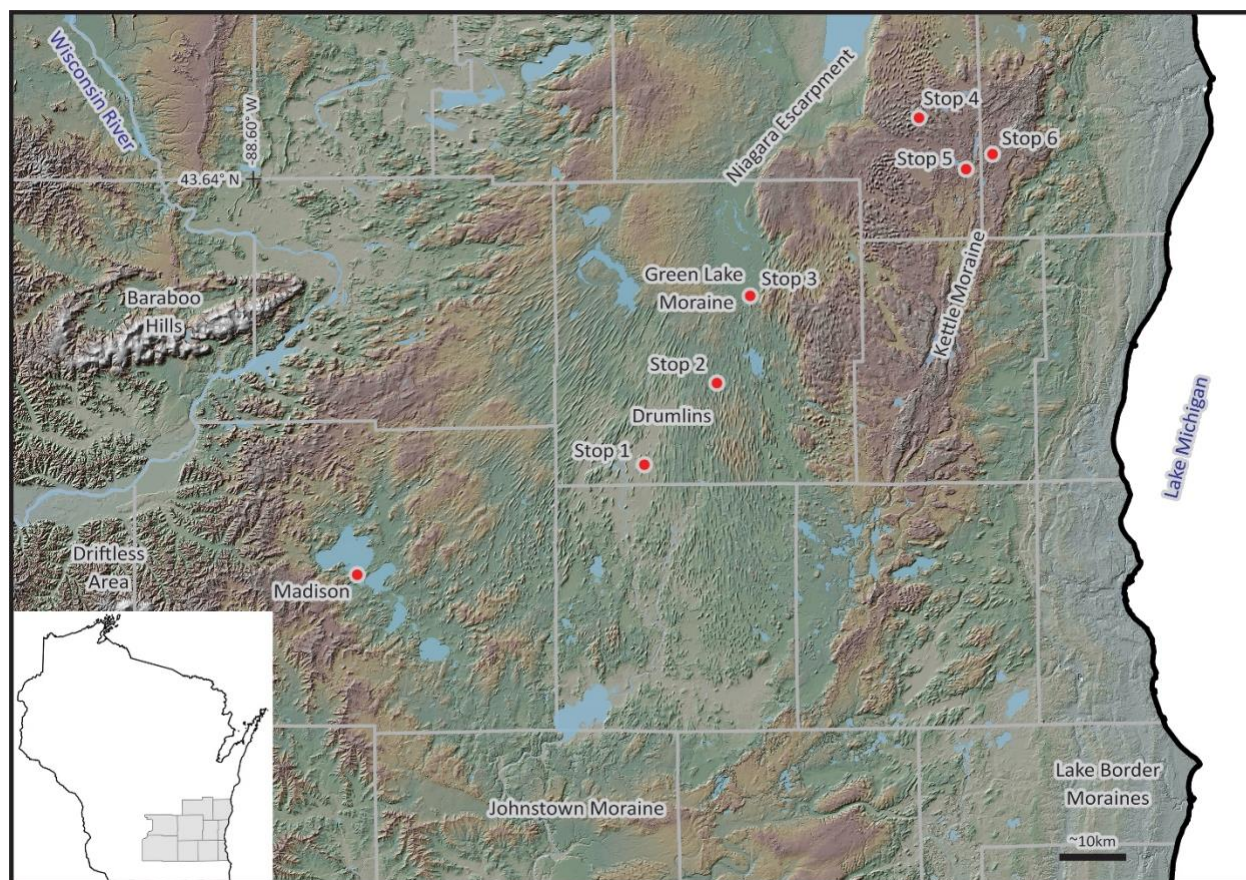 Wisconsin River
-88.60° W
43.64° N
Niagara Escarpment
Stop 4
Stop 6
Stop 5
Green Lake
Moraine
Stop 3
Kettle Moraine
Baraboo
Hills
Stop 2
Drumlins
Stop 1
Lake Michigan
Driftless
Area
Madison
Johnstown Moraine
Lake Border
Moraines
~10km